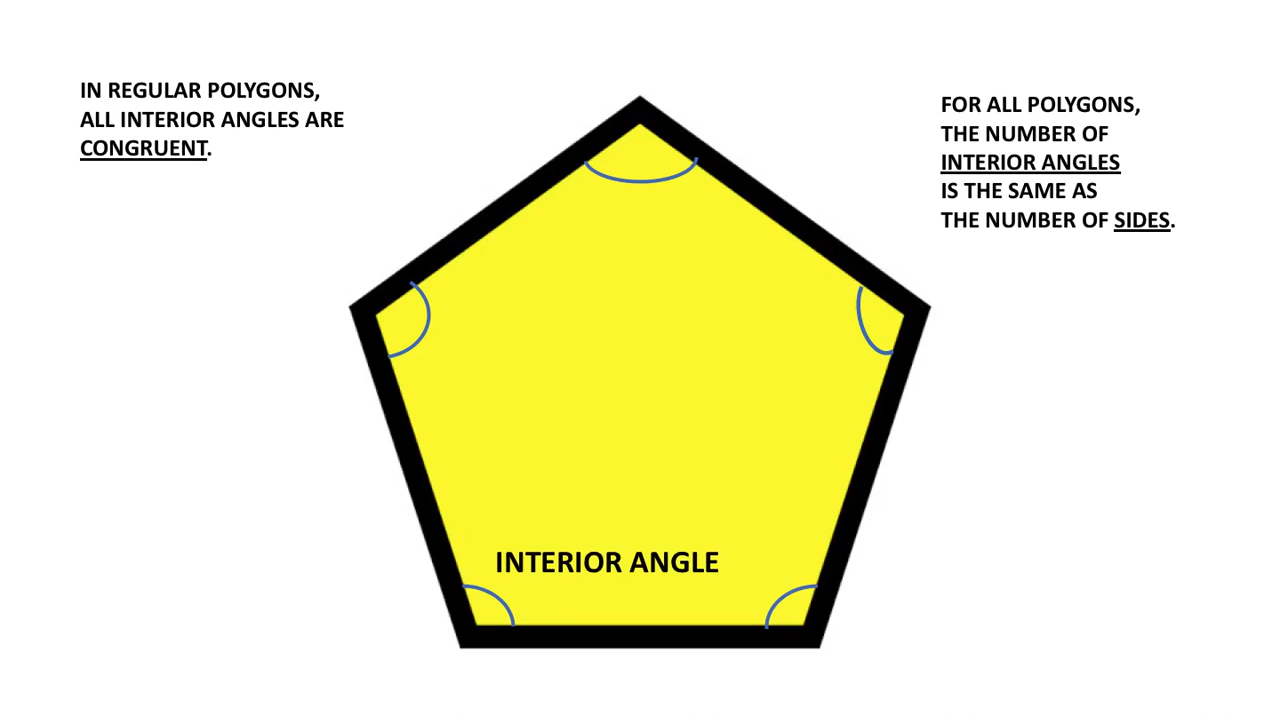 IN REGULAR POLYGONS,
ALL INTERIOR ANGLES ARE
CONGRUENT.
FOR ALL POLYGONS,
THE NUMBER OF
INTERIOR ANGLES
IS THE SAME AS
THE NUMBER OF SIDES.
INTERIOR ANGLE